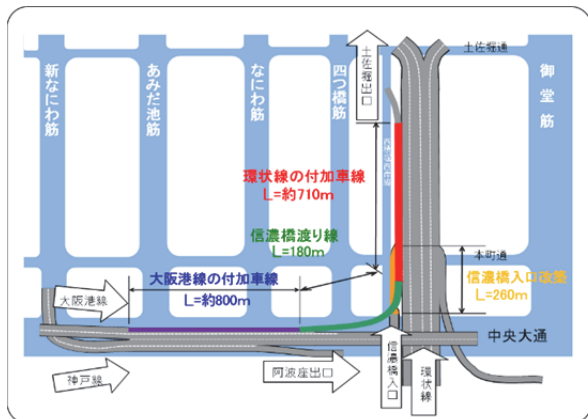 土佐堀出口
土佐堀通
新なにわ筋
あみだ池筋
なにわ筋
四つ橋筋
御堂筋
環状線の付加車線
L=約710m
信濃橋渡り線
L=180m
本町通
大阪港線の付加車線
L=約800m
信濃橋入口改築
L=260m
大阪港線
中央大通
神戸線
阿波座出口
信濃橋入口
環状線